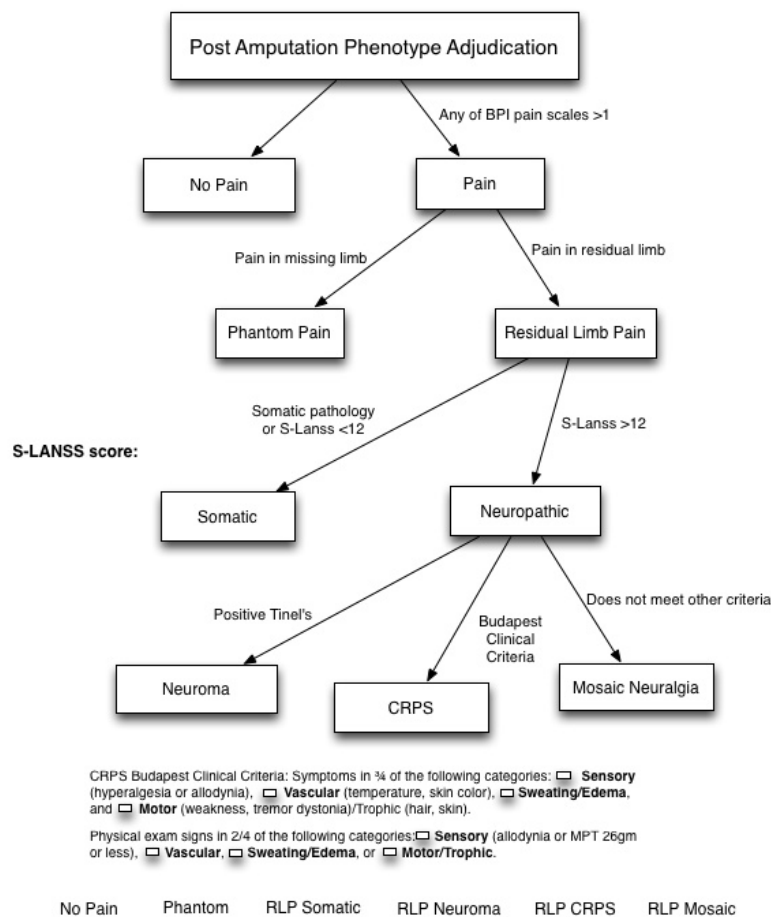 Post Amputation Phenotype Adjudication
Any of BPI pain scales >1
No Pain
Pain
Pain in missing limb
Pain in residual limb
Phantom Pain
Residual Limb Pain
Somatic pathology
or S-Lanss <12
S-Lanss >12
S-LANSS score:
Somatic
Neuropathic
Positive Tinel's
Budapest
Clinical
Criteria
Does not meet other criteria
Neuroma
CRPS
Mosaic Neuralgia
CRPS Budapest Clinical Criteria: Symptoms in ¾ of the following categories: Sensory
(hyperalgesia or allodynia), Vascular (temperature, skin color), Sweating/Edema,
and Motor (weakness, tremor dystonia)/Trophic (hair, skin).
Physical exam signs in 2/4 of the following categories: Sensory (allodynia or MPT 26gm
or less), Vascular, Sweating/Edema, or Motor/Trophic.
No Pain Phantom RLP Somatic RLP Neuroma RLP CRPS RLP Mosaic